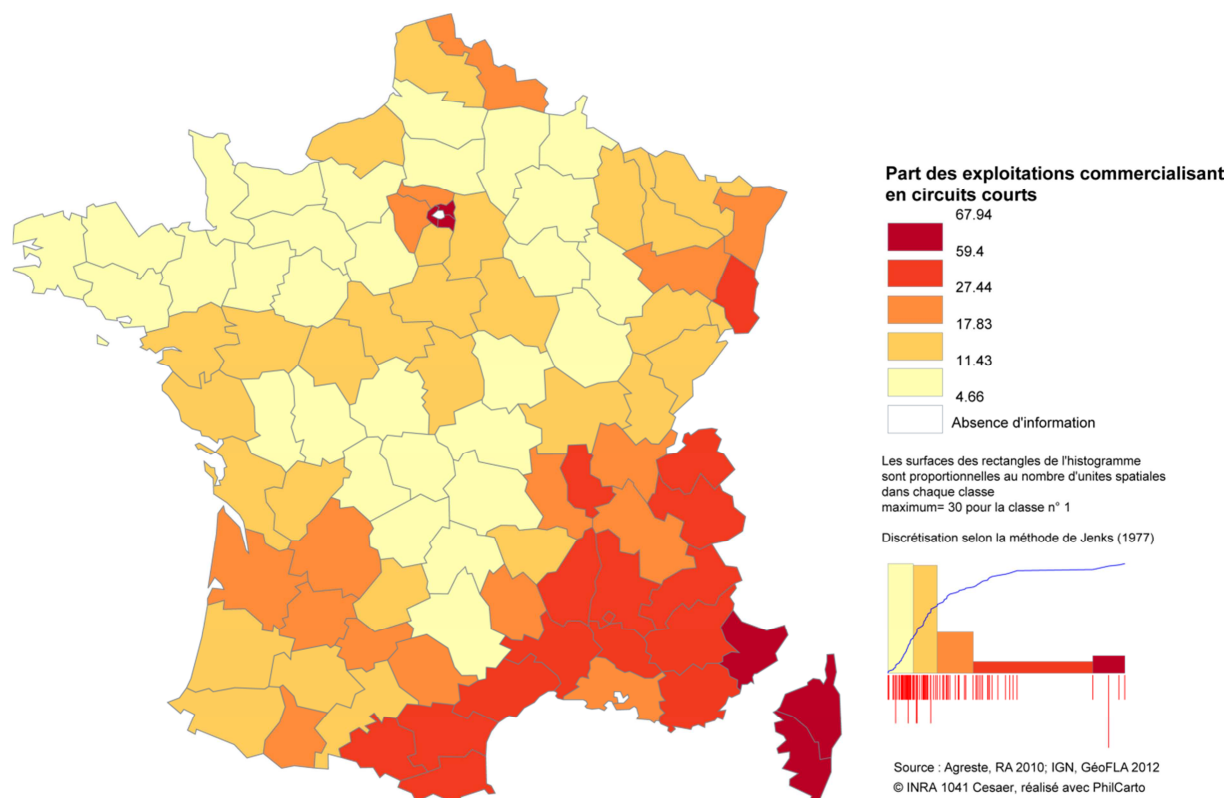 Part des exploitations commercialisant
en circuits courts
67.94
59.4
27.44
17.83
11.43
4.66
Absence d'information
Les surfaces des rectangles de l'histogramme
sont proportionnelles au nombre d'unites spatiales
dans chaque classe
maximum= 30 pour la classe n° 1
Discrétisation selon la méthode de Jenks (1977)
Source : Agreste, RA 2010; IGN, GéoFLA 2012
© INRA 1041 Cesaer, réalisé avec PhilCarto